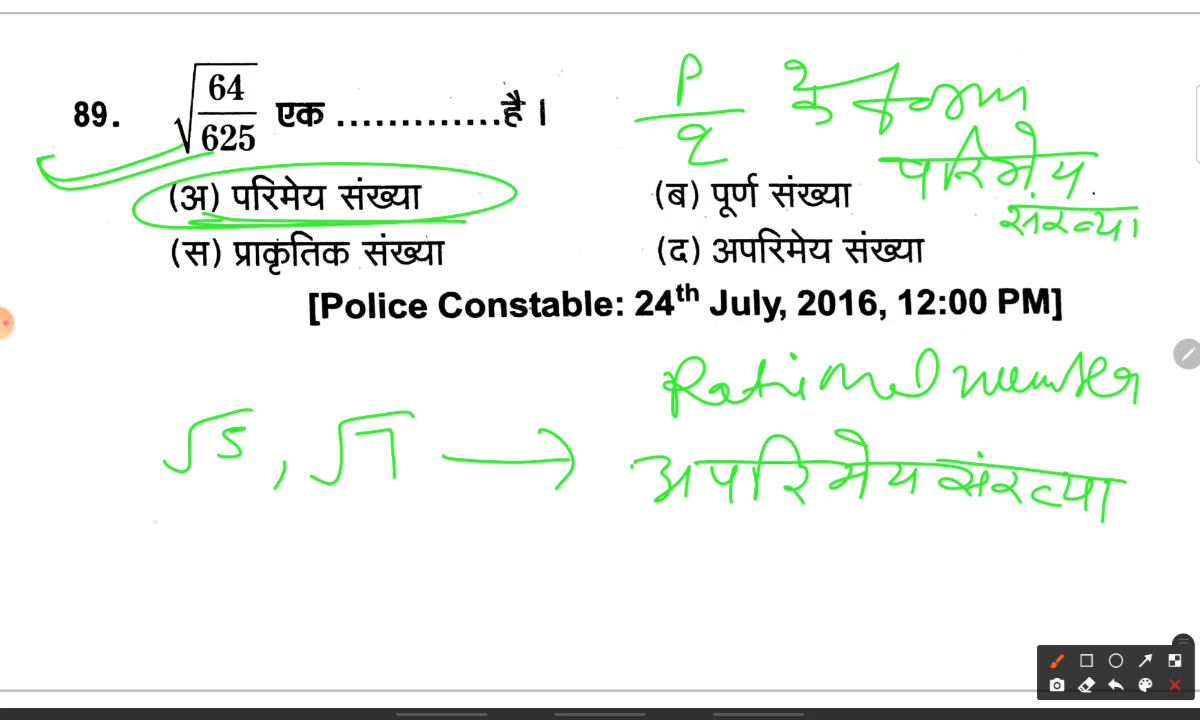 89. √(64/625) एक .............है।
(अ) परिमेय संख्या (ब) पूर्ण संख्या
(स) प्राकृतिक संख्या (द) अपरिमेय संख्या
[Police Constable: 24th July, 2016, 12:00 PM]
p/q के form
परिमेय
संख्या
Rational number
√5, √7 → अपरिमेय संख्या